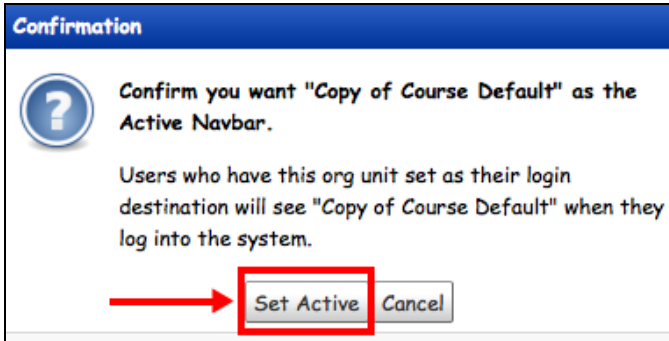 Confirmation
?
Confirm you want "Copy of Course Default" as the
Active Navbar.
Users who have this org unit set as their login
destination will see "Copy of Course Default" when they
log into the system.
Set Active Cancel